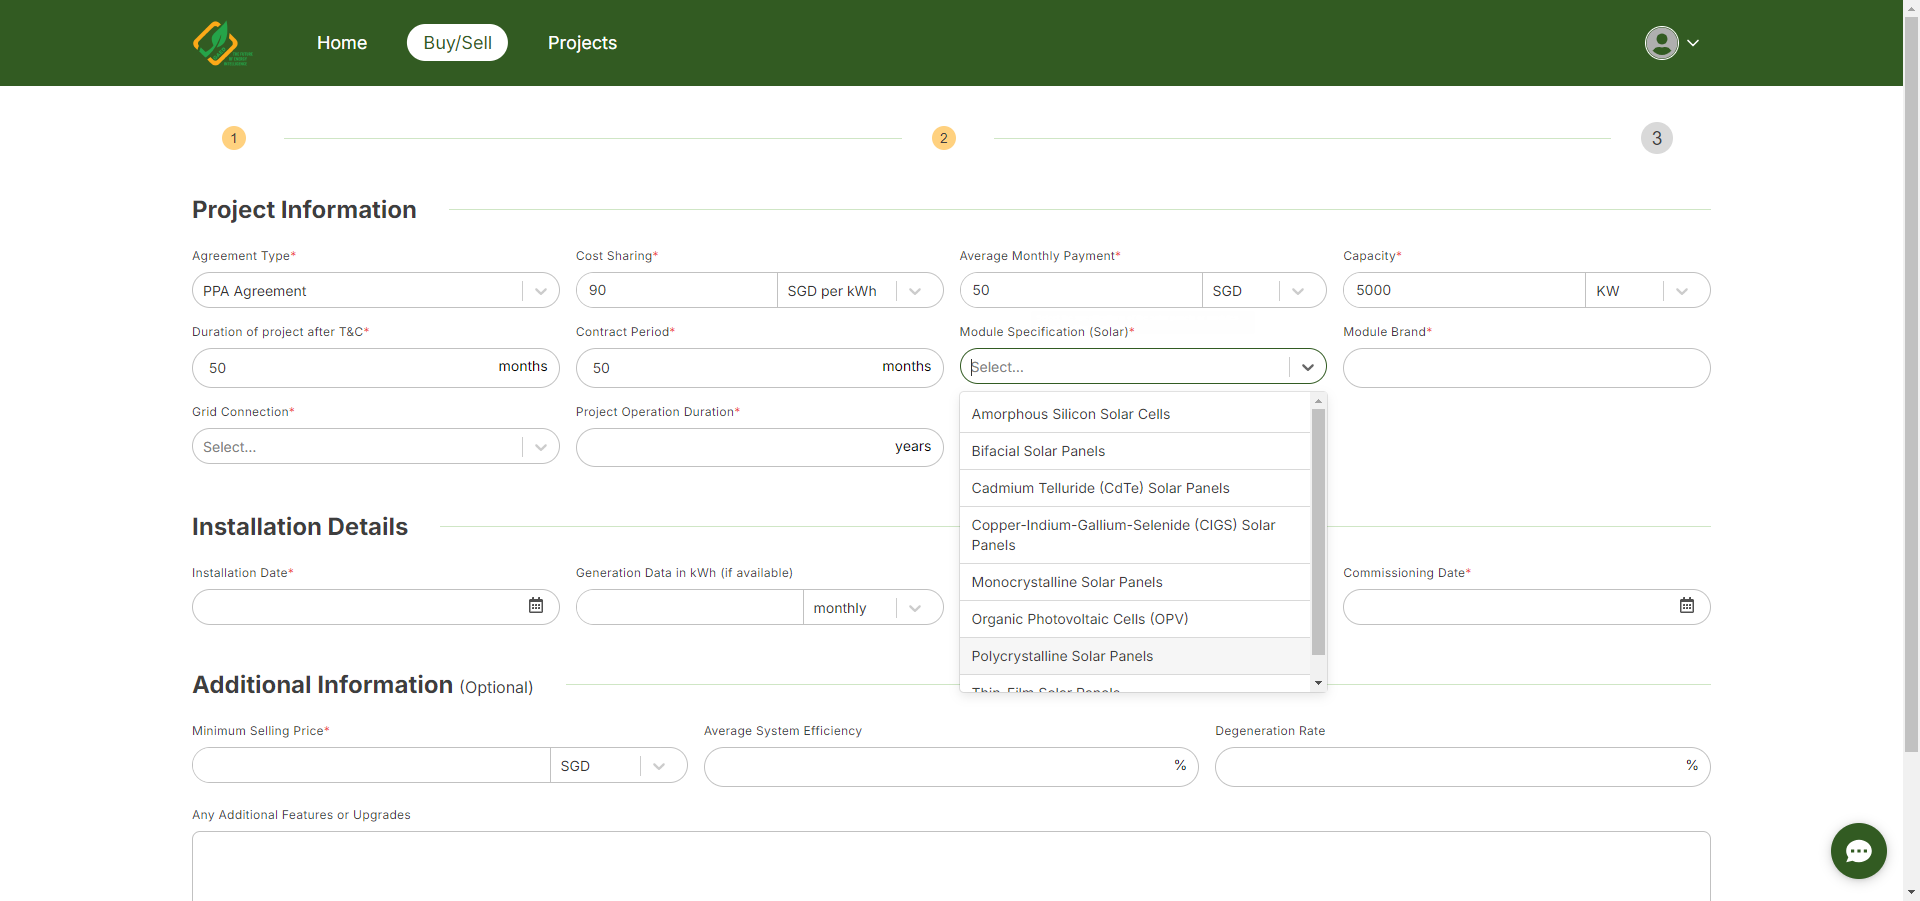 Home
Buy/Sell
Projects
1
2
3
Project Information
Agreement Type*
Cost Sharing*
Average Monthly Payment*
Capacity*
PPA Agreement
90
SGD per kWh
50
SGD
5000
KW
Duration of project after T&C*
Contract Period*
Module Specification (Solar)*
Module Brand*
50
months
50
months
Select...
Grid Connection*
Project Operation Duration*
Select...
years
Amorphous Silicon Solar Cells
Bifacial Solar Panels
Cadmium Telluride (CdTe) Solar Panels
Copper-Indium-Gallium-Selenide (CIGS) Solar
Panels
Monocrystalline Solar Panels
Organic Photovoltaic Cells (OPV)
Polycrystalline Solar Panels
Thin-Film Solar Panels
Installation Details
Installation Date*
Generation Data in kWh (if available)
Commissioning Date*
monthly
Additional Information (Optional)
Minimum Selling Price*
Average System Efficiency
Degeneration Rate
SGD
%
%
Any Additional Features or Upgrades